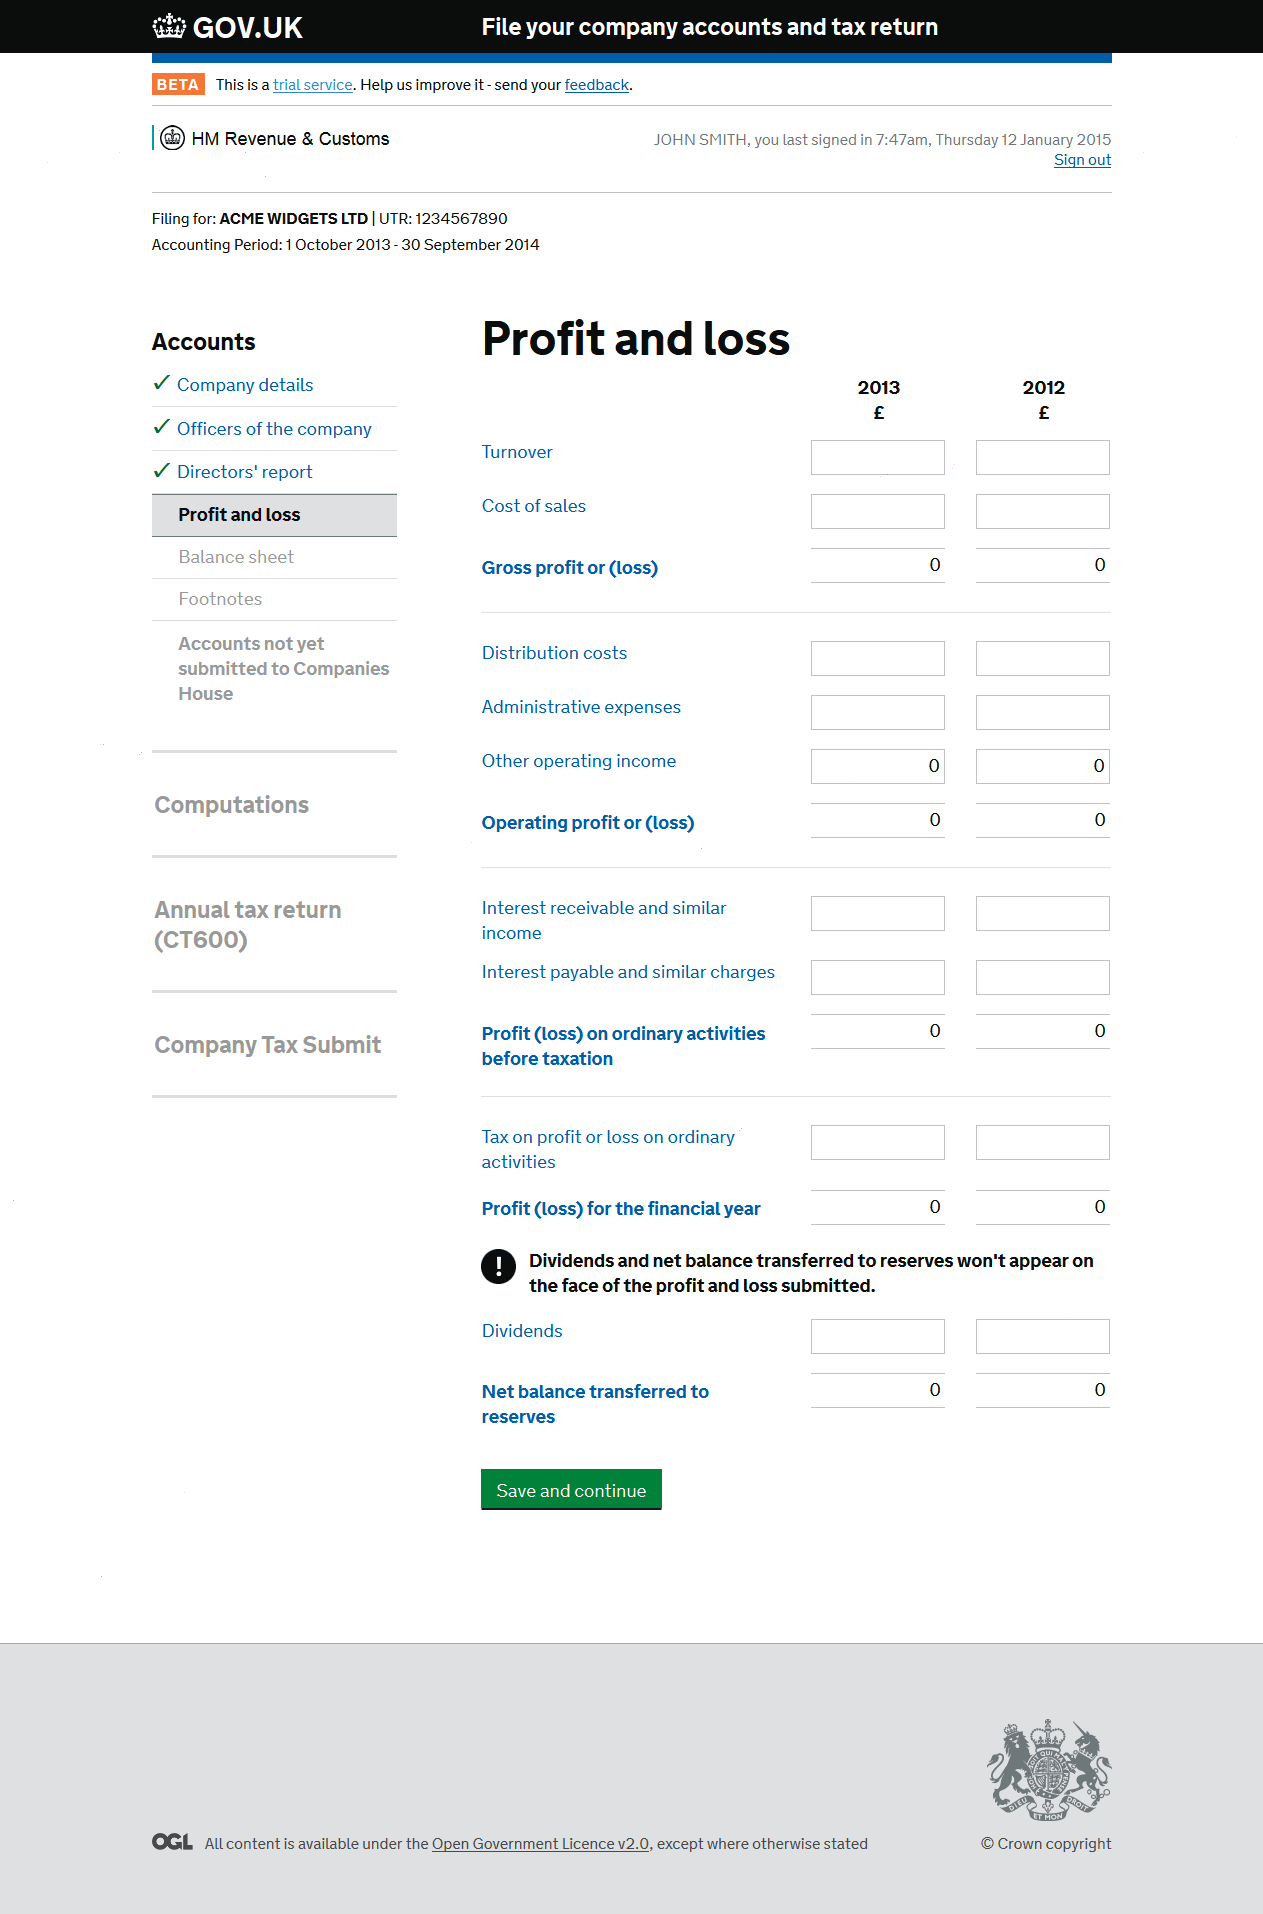 GOV.UK
File your company accounts and tax return
BETA This is a trial service. Help us improve it - send your feedback.
HM Revenue & Customs
JOHN SMITH, you last signed in 7:47am, Thursday 12 January 2015
Sign out
Filing for: ACME WIDGETS LTD | UTR: 1234567890
Accounting Period: 1 October 2013 - 30 September 2014
Accounts
✓ Company details
✓ Officers of the company
✓ Directors' report
Profit and loss
Balance sheet
Footnotes
Accounts not yet
submitted to Companies
House
Computations
Annual tax return
(CT600)
Company Tax Submit
Profit and loss
2013 2012
£ £
Turnover
Cost of sales
Gross profit or (loss) 0 0
Distribution costs
Administrative expenses
Other operating income 0 0
Operating profit or (loss) 0 0
Interest receivable and similar
income
Interest payable and similar charges
Profit (loss) on ordinary activities 0 0
before taxation
Tax on profit or loss on ordinary
activities
Profit (loss) for the financial year 0 0
! Dividends and net balance transferred to reserves won't appear on
the face of the profit and loss submitted.
Dividends
Net balance transferred to 0 0
reserves
Save and continue
DIEU ET MON DROIT
OGL All content is available under the Open Government Licence v2.0, except where otherwise stated
© Crown copyright